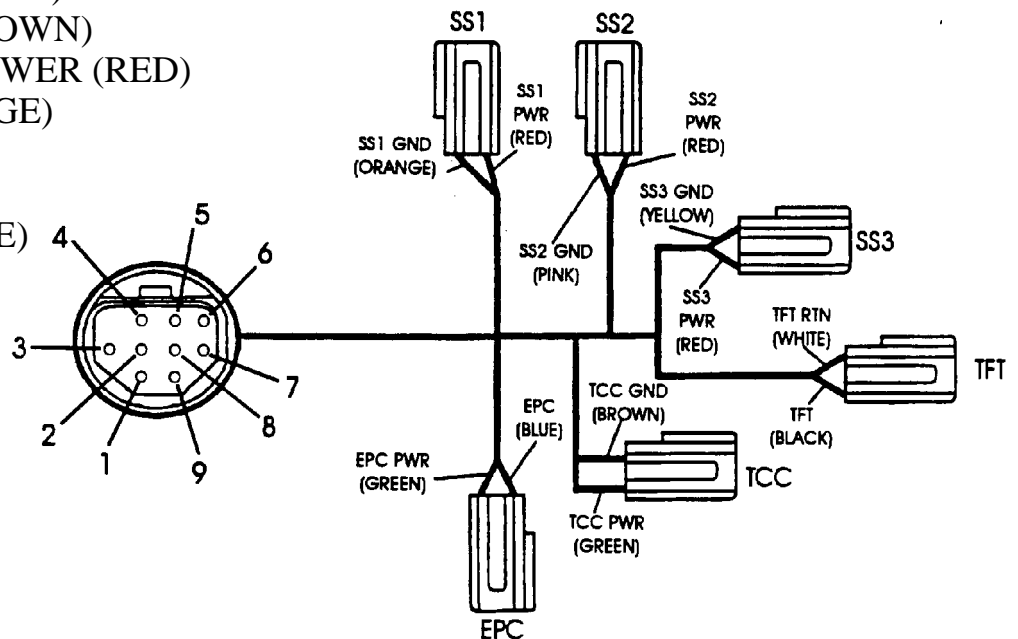 OWN)
WER (RED)
GE)
E)
SS1
SS2
SS1
PWR
(RED)
SS1 GND
(ORANGE)
SS2
PWR
(RED)
SS2 GND
(PINK)
SS3 GND
(YELLOW)
SS3
SS3
PWR
(RED)
TFT RTN
(WHITE)
TFT
TFT
(BLACK)
4
5
6
3
7
2
8
1
9
TCC GND
(BROWN)
TCC
TCC PWR
(GREEN)
EPC
(BLUE)
EPC PWR
(GREEN)
EPC